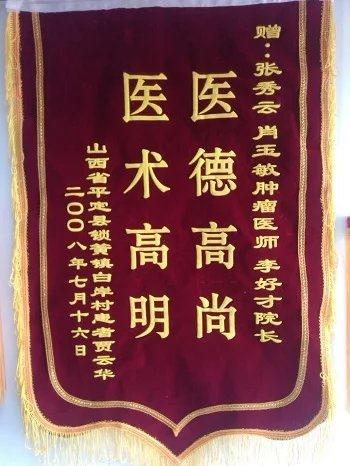 赠：张秀云 肖玉敏肿瘤医师 李好才院长
医德高尚
医术高明
山西省平定县锁簧镇白岸村患者贾云华
二〇〇八年七月十六日